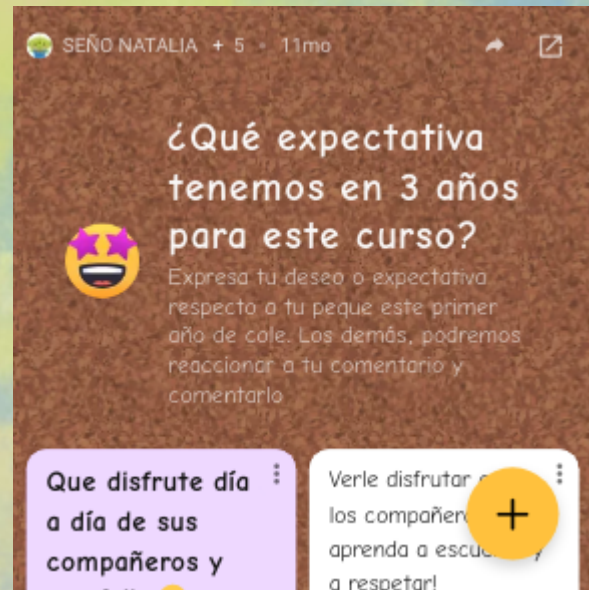 SEÑO NATALIA + 5 • 11mo
¿Qué expectativa
tenemos en 3 años
para este curso?
Expresa tu deseo o expectativa
respecto a tu peque este primer
año de cole. Los demás, podremos
reaccionar a tu comentario y
comentarlo
Que disfrute día
a día de sus
compañeros y
Verle disfrutar
los compañer
aprenda a y
a respetar!